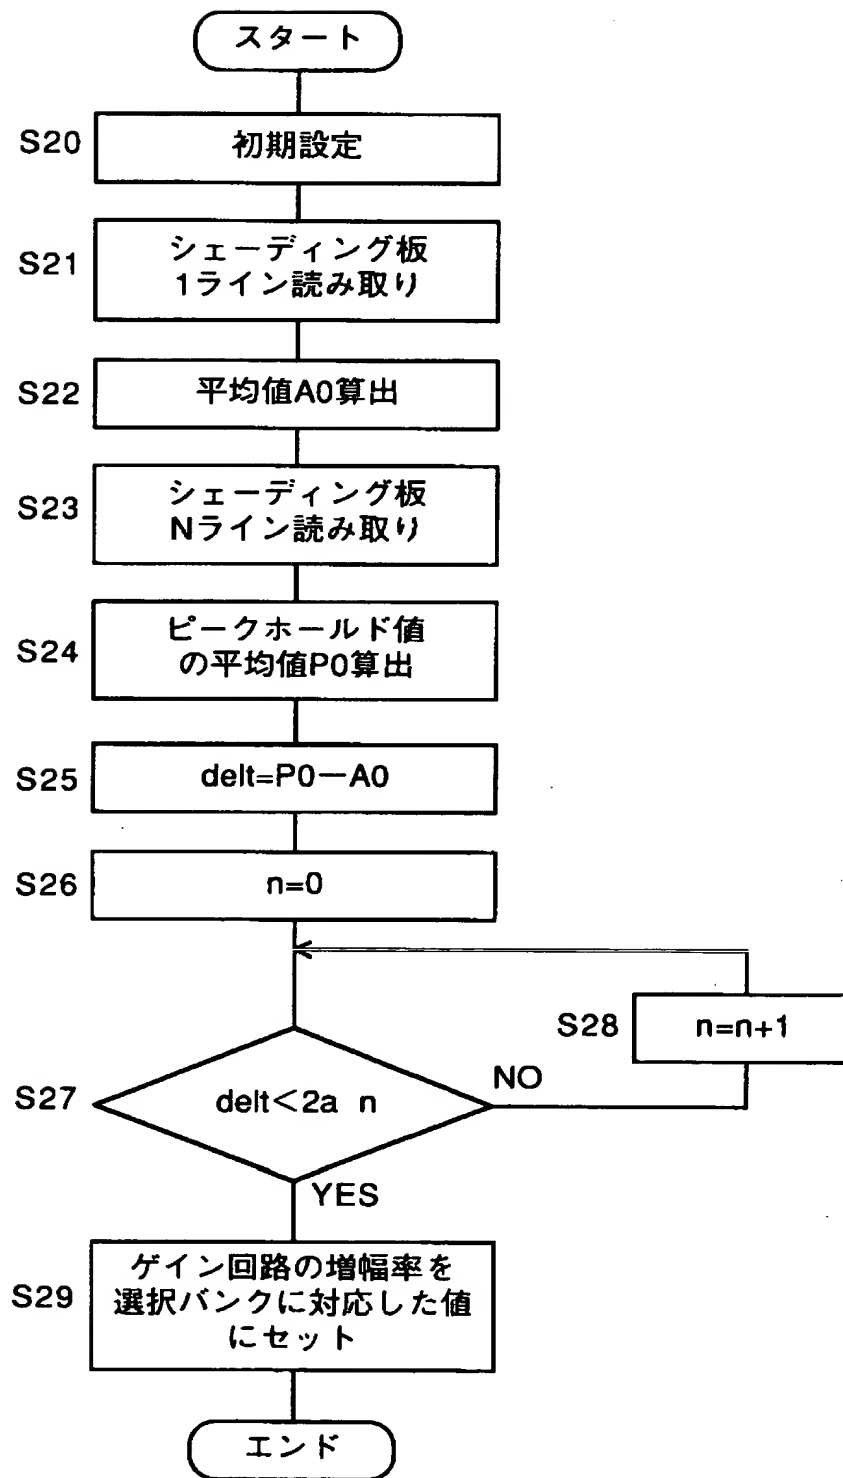 スタート
S20
初期設定
S21
シェーディング板
1ライン読み取り
S22
平均値A0算出
S23
シェーディング板
Nライン読み取り
S24
ピークホールド値
の平均値P0算出
S25
delt=P0−A0
S26
n=0
S28
n=n+1
S27
delt<2a n
NO
YES
S29
ゲイン回路の増幅率を
選択バンクに対応した値
にセット
エンド